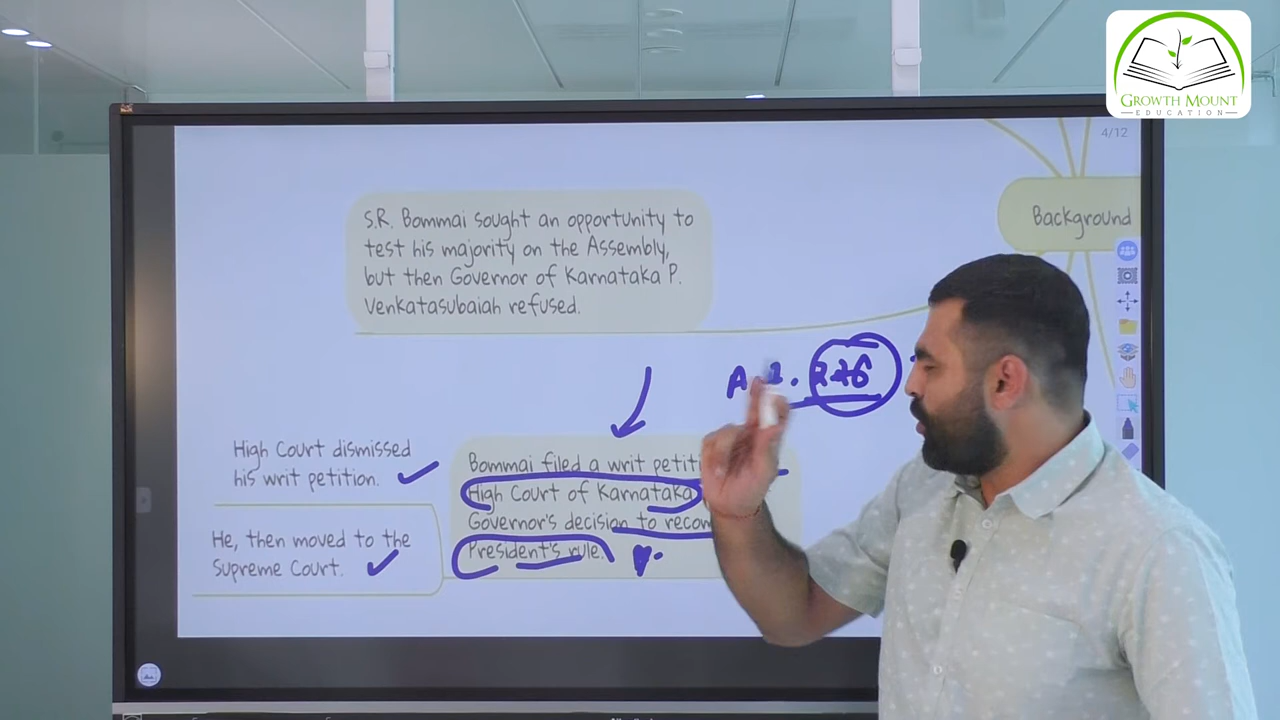 GROWTH MOUNT
EDUCATION
4/12
Background
S.R. Bommai sought an opportunity to
test his majority on the Assembly,
but then Governor of Karnataka P.
Venkatasubaiah refused.
226
High Court dismissed
his writ petition.
He, then moved to the
Supreme Court.
Bommai filed a writ
High Court of Karnataka
Governor's decision to
President's rule.